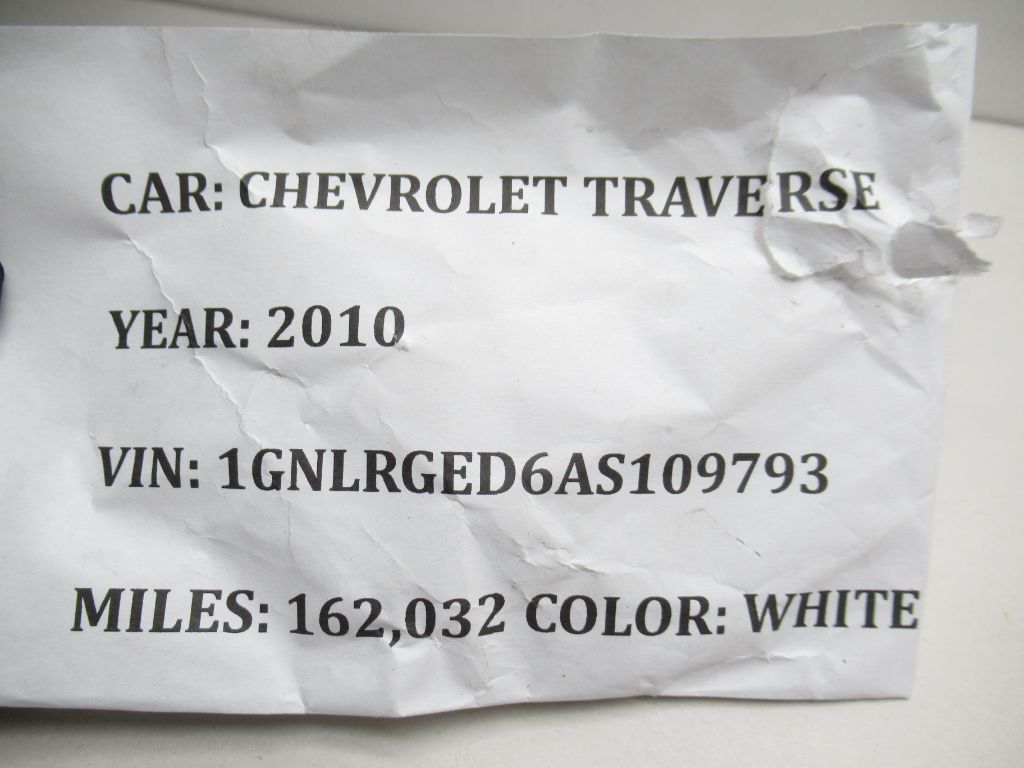 CAR: CHEVROLET TRAVERSE
YEAR: 2010
VIN: 1GNLRGED6AS109793
MILES: 162,032 COLOR: WHITE